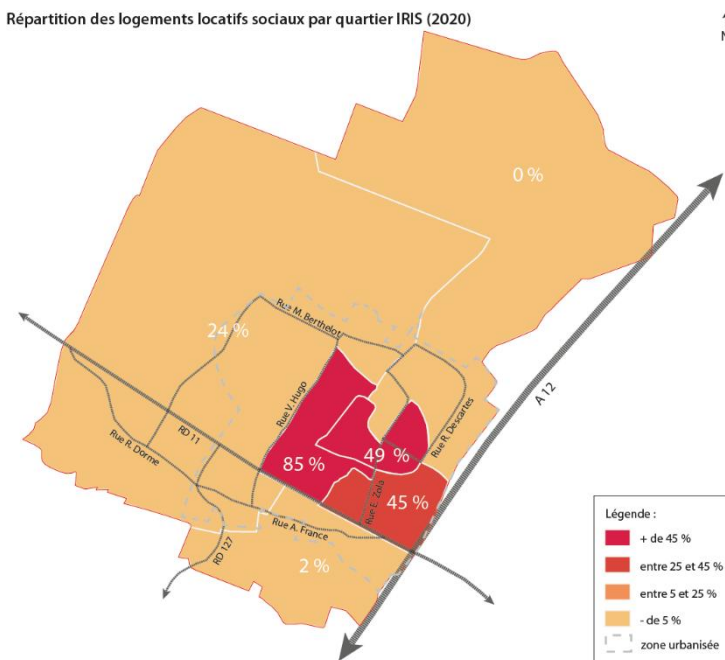 Répartition des logements locatifs sociaux par quartier IRIS (2020)
N
0 %
24 %
Rue M. Berthelot
A 12
Rue V. Hugo
Rue R. Descartes
RD 11
Rue R. Dorme
85 %
49 %
45 %
Rue E. Zola
Rue A. France
RD 127
2 %
Légende :
+ de 45 %
entre 25 et 45 %
entre 5 et 25 %
- de 5 %
zone urbanisée